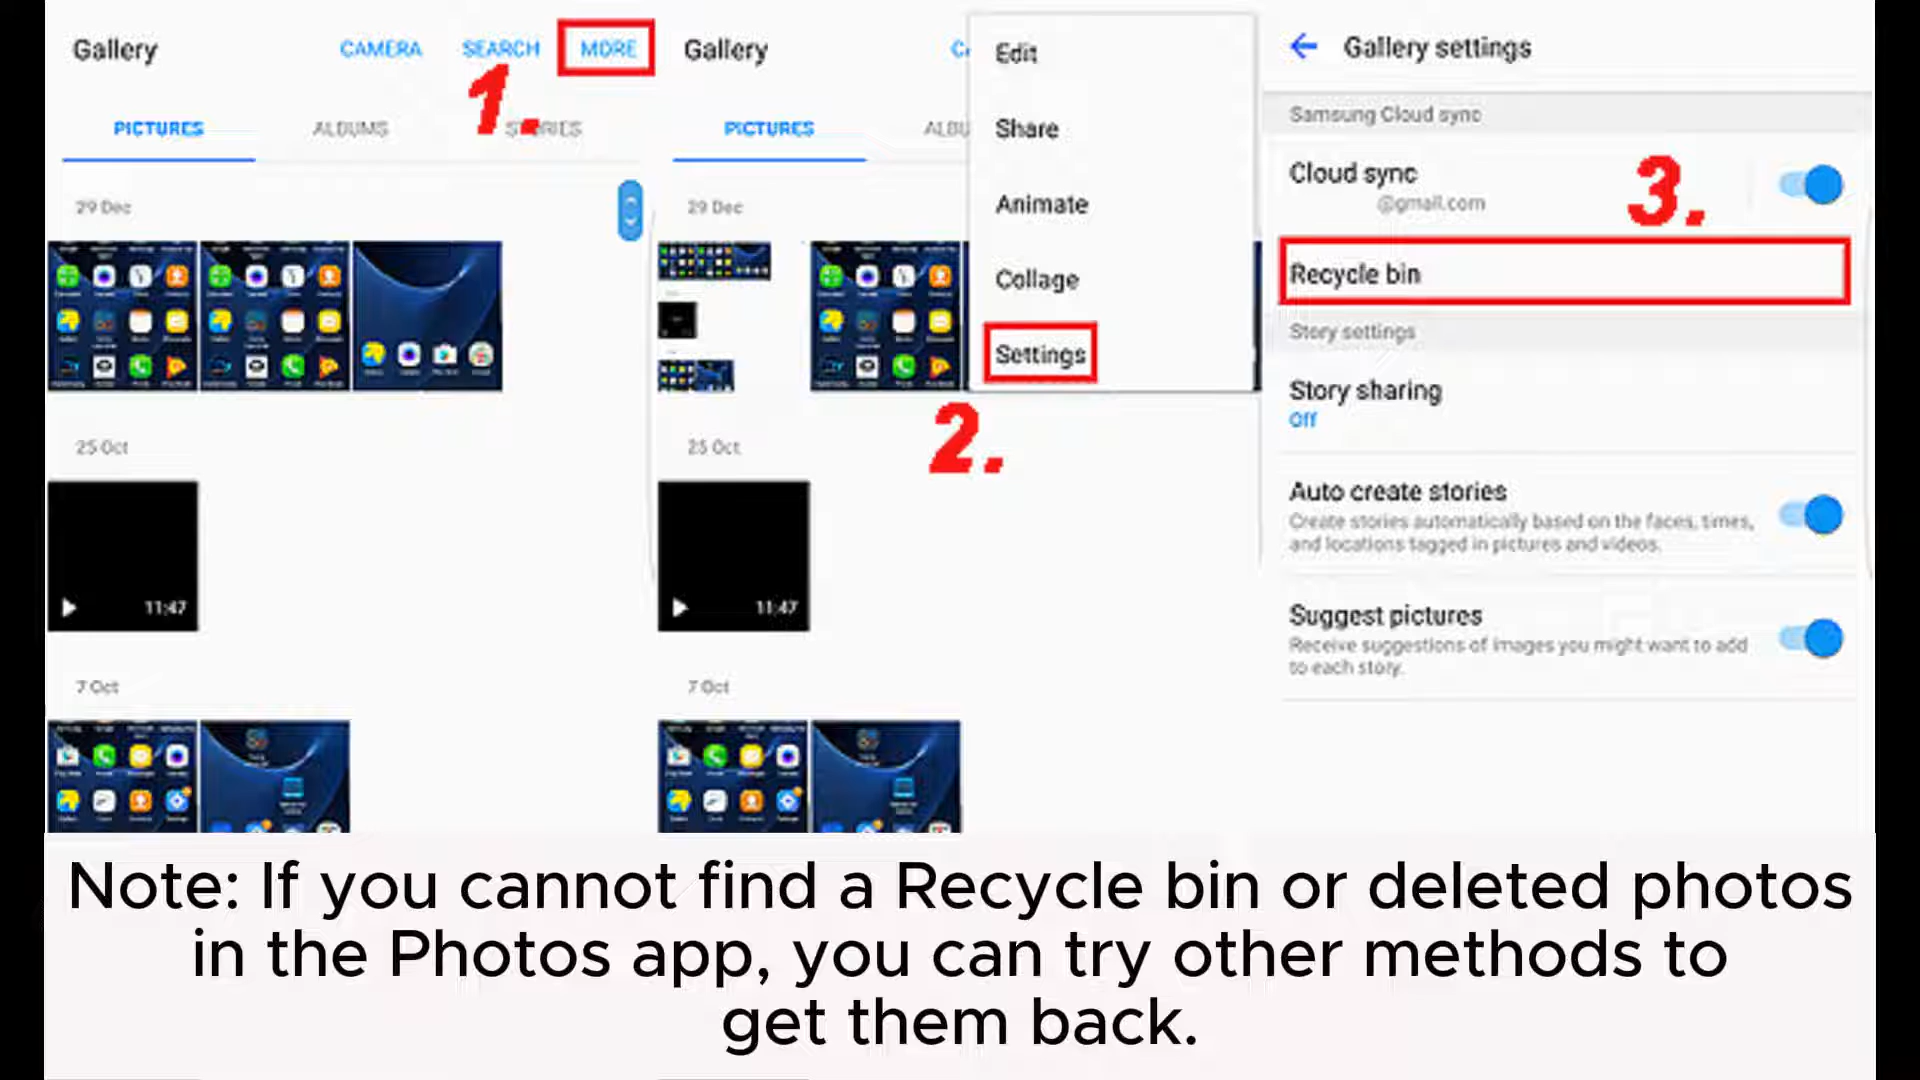 Gallery
CAMERA
SEARCH
MORE
1.
PICTURES
ALBUMS
STORIES
29 Dec
25 Oct
11:47
7 Oct
Gallery
CA
PICTURES
ALBU
29 Dec
Edit
Share
Animate
Collage
Settings
2.
25 Oct
11:47
7 Oct
Gallery settings
Samsung Cloud sync
Cloud sync
@gmail.com
3.
Recycle bin
Story settings
Story sharing
Off
Auto create stories
Create stories automatically based on the faces, times,
and locations tagged in pictures and videos.
Suggest pictures
Receive suggestions of images you might want to add
to each story.
Note: If you cannot find a Recycle bin or deleted photos
in the Photos app, you can try other methods to
get them back.